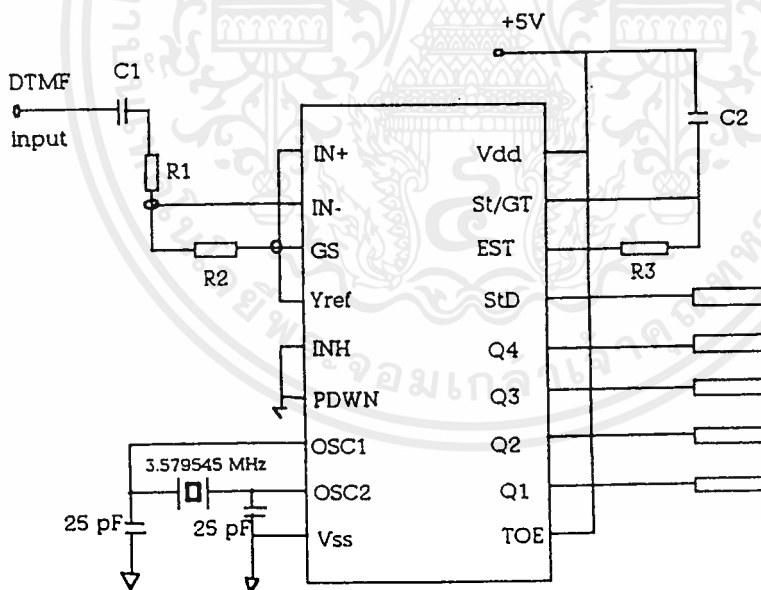 +5V
C1
DTMF
input
R1
C2
IN+
Vdd
IN-
St/GT
GS
EST
R2
R3
Yref
StD
INH
Q4
PDWN
Q3
OSC1
Q2
3.579545 MHz
OSC2
Q1
25 pF
25 pF
Vss
TOE